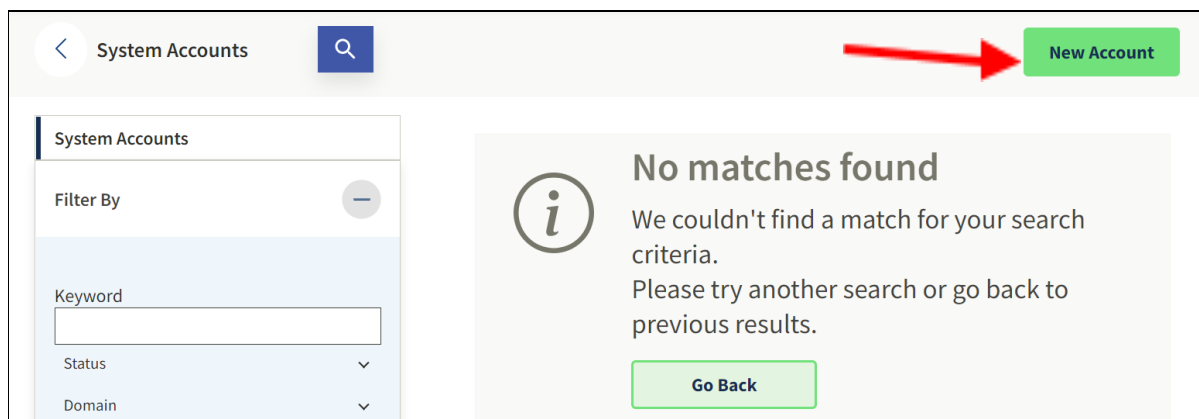 System Accounts
New Account
System Accounts
Filter By
Keyword
Status
Domain
No matches found
We couldn't find a match for your search
criteria.
Please try another search or go back to
previous results.
Go Back